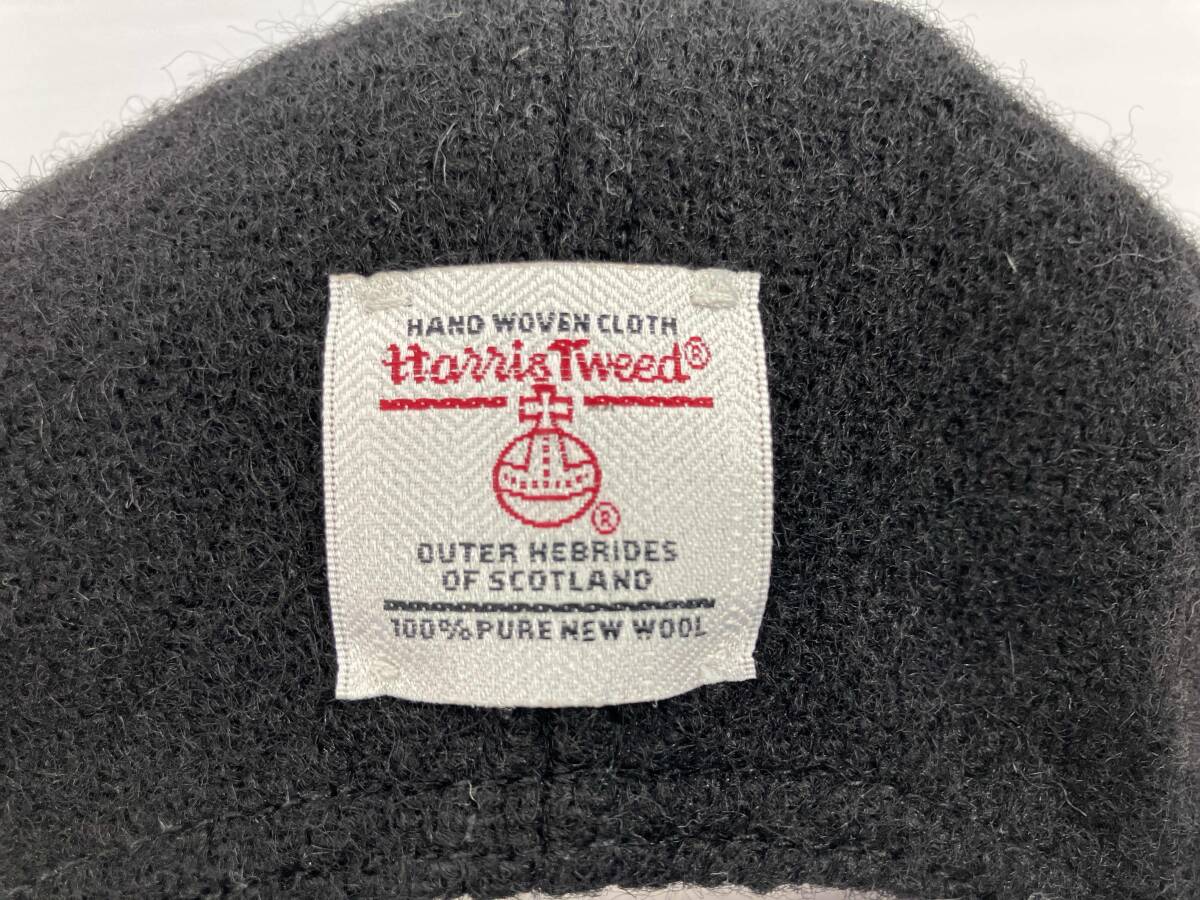 HAND WOVEN CLOTH
Harris Tweed®
®
OUTER HEBRIDES
OF SCOTLAND
100% PURE NEW WOOL